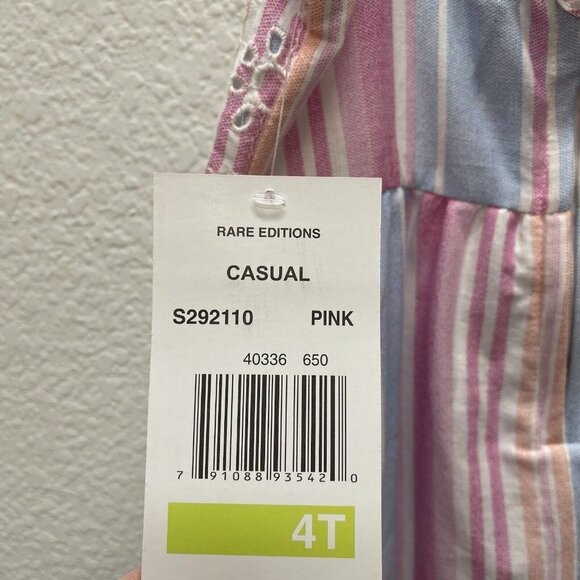 RARE EDITIONS
CASUAL
S292110 PINK
40336 650
7 91088 93542 0
4T